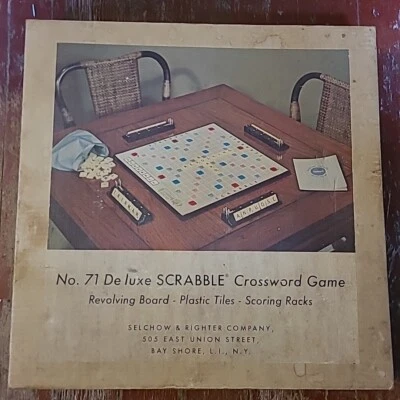 No. 71 De luxe SCRABBLE® Crossword Game
Revolving Board - Plastic Tiles - Scoring Racks
SELCHOW & RIGHTER COMPANY,
505 EAST UNION STREET,
BAY SHORE, L.I., N.Y.